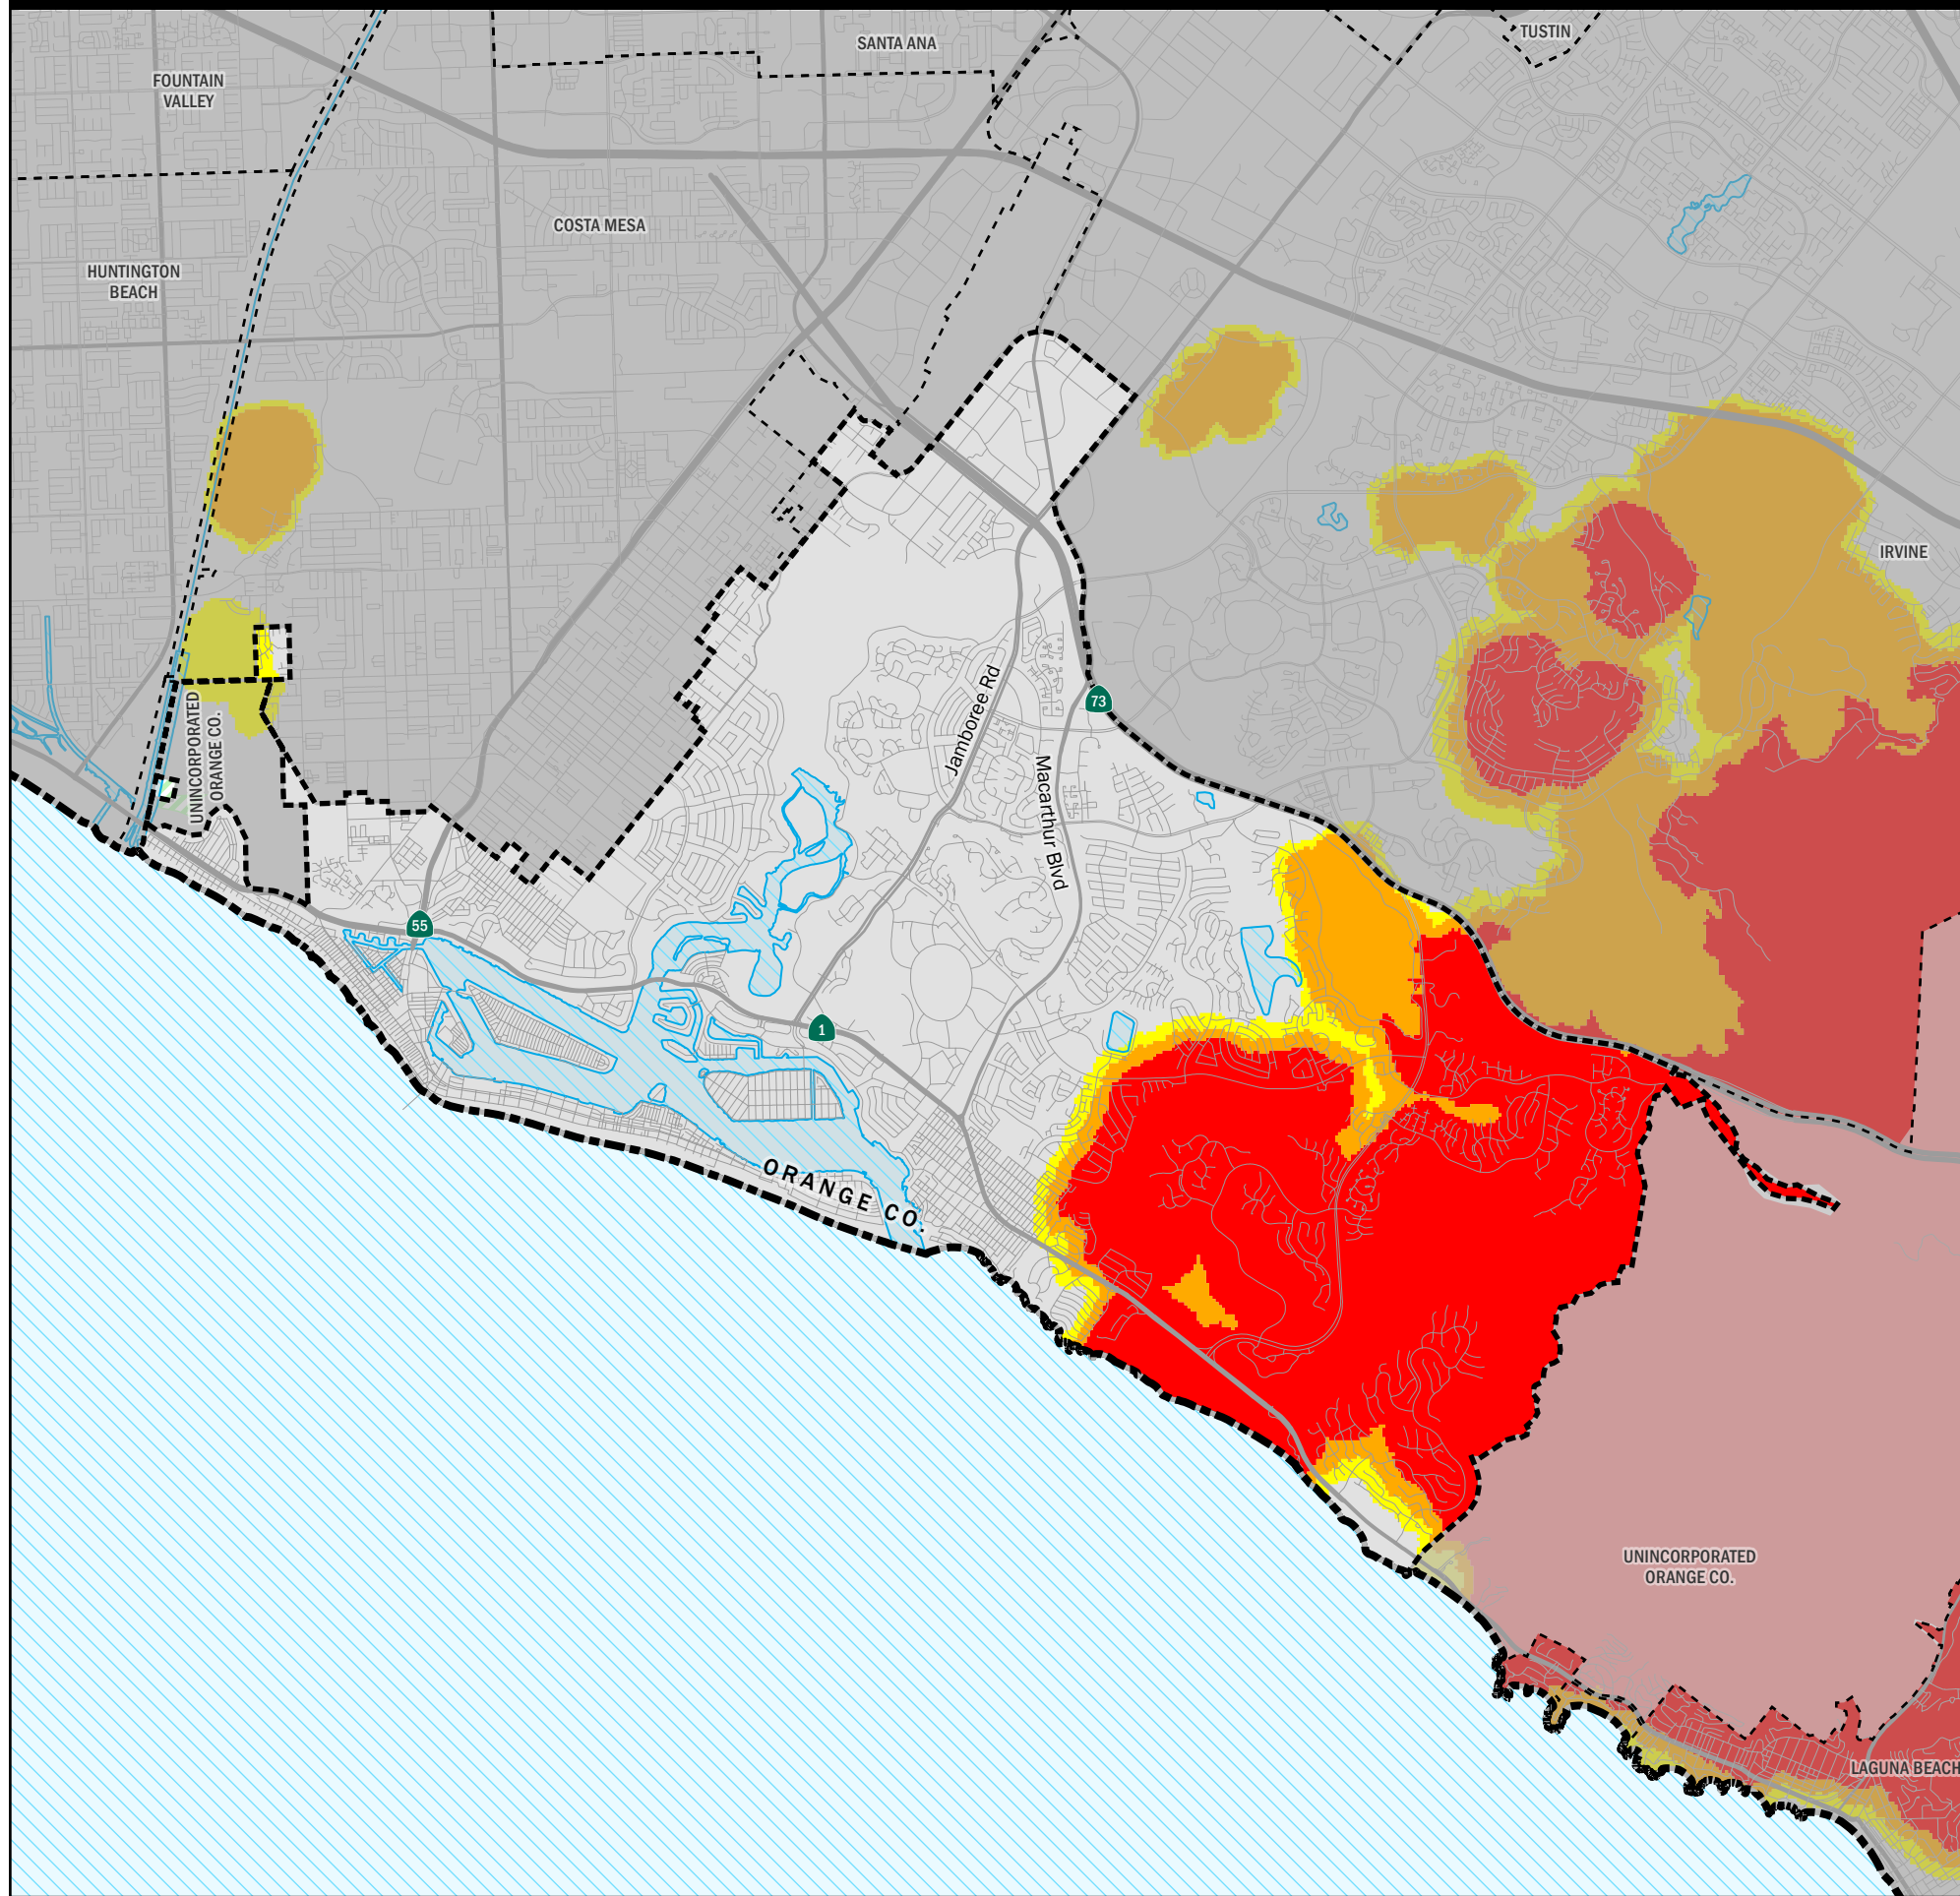 TUSTIN
SANTA ANA
FOUNTAIN
VALLEY
COSTA MESA
HUNTINGTON
BEACH
IRVINE
UNINCORPORATED
ORANGE CO.
Jamboree Rd
73
Macarthur Blvd
55
1
ORANGE CO.
UNINCORPORATED
ORANGE CO.
LAGUNA BEACH